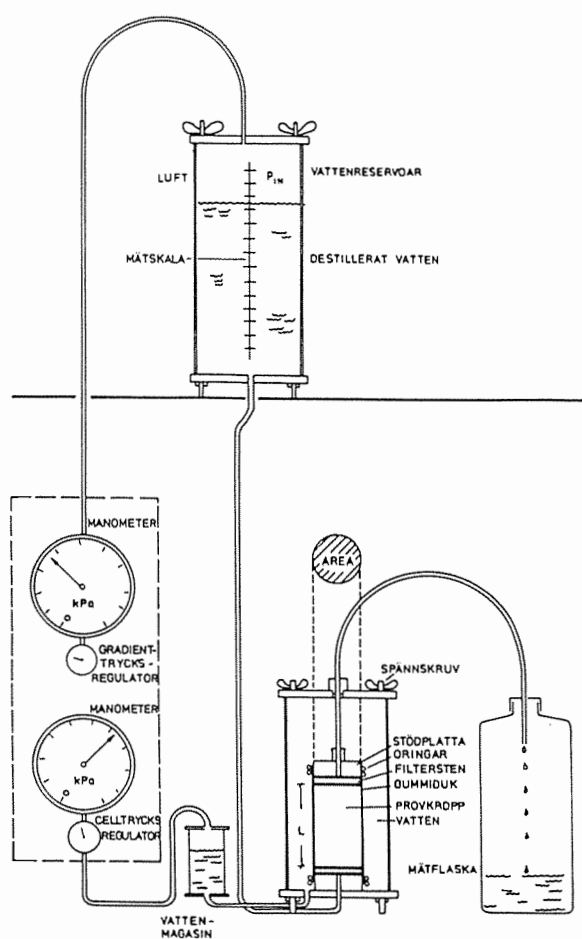 LUFT
P_IN
VATTENRESERVOAR
MÄTSKALA-
DESTILLERAT VATTEN
MANOMETER
kPa
GRADIENT-
TRYCKS-
REGULATOR
MANOMETER
kPa
CELLTRYCKS
REGULATOR
VATTEN-
MAGASIN
AREA
SPÄNNSKRUV
STÖDPLATTA
ORINGAR
FILTERSTEN
GUMMIDUK
PROVKROPP
VATTEN
L
MÄTFLASKA